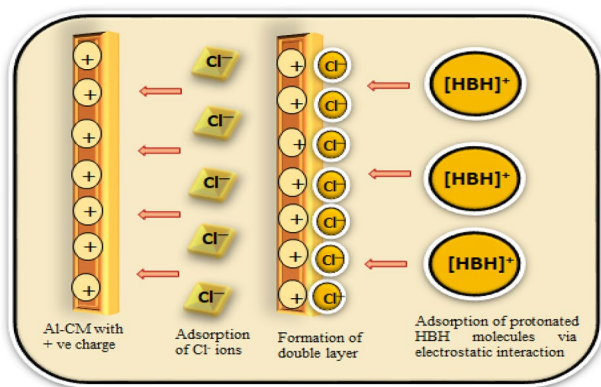 +
+
+
+
+
+
+
Al-CM with
+ ve charge
Cl⁻
Cl⁻
Cl⁻
Cl⁻
Cl⁻
Adsorption
of Cl⁻ ions
+ Cl⁻
+ Cl⁻
+ Cl⁻
+ Cl⁻
+ Cl⁻
+ Cl⁻
+ Cl⁺
Formation of
double layer
[HBH]⁺
[HBH]⁺
[HBH]⁺
Adsorption of protonated
HBH molecules via
electrostatic interaction